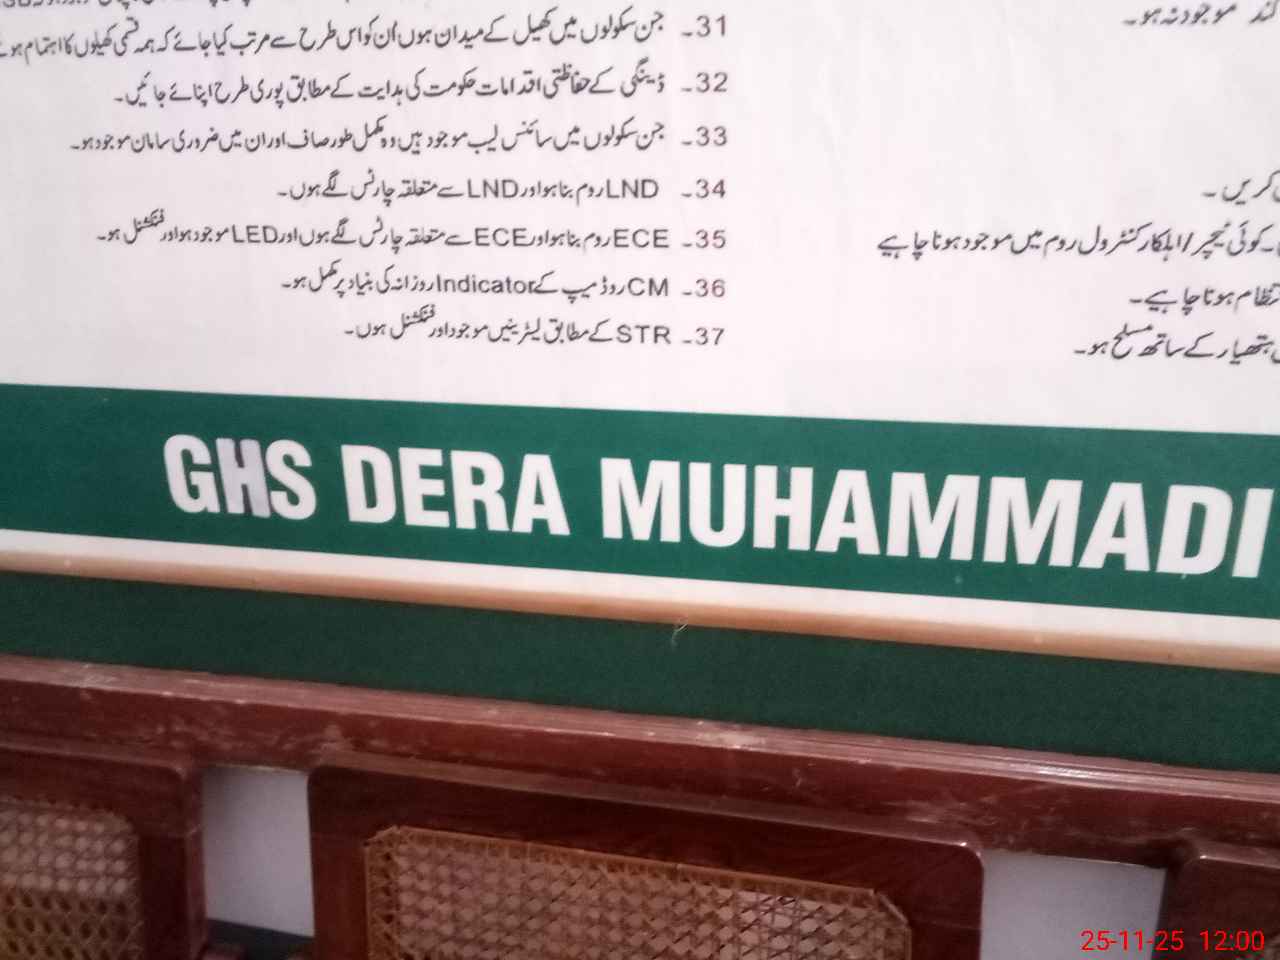 گند موجود نہ ہو۔
کریں۔
۔کوئی ٹیچر/اہلکار کنٹرول روم میں موجود ہونا چاہیے
ہونا چاہیے۔
ہتھیار کے ساتھ مسلح ہو۔
31۔ جن سکولوں میں کھیل کے میدان ہوں اُن کو اس طرح سے مرتب کیا جائے کہ ہمہ قسمی کھیلوں کا اہتمام
32۔ ڈینگی کے حفاظتی اقدامات حکومت کی ہدایت کے مطابق پوری طرح اپنائے جائیں۔
33۔ جن سکولوں میں سائنس لیب موجود ہیں وہ مکمل طور صاف اور ان میں ضروری سامان موجود ہو۔
34۔ LND روم بنا ہو اور LND سے متعلقہ چارٹس لگے ہوں۔
35۔ ECE روم بنا ہو اور ECE سے متعلقہ چارٹس لگے ہوں اور LED موجود ہو اور فنکشنل ہو۔
36۔ CM روڈ میپ کے Indicator روزانہ کی بنیاد پر مکمل ہو۔
37۔ STR کے مطابق لیٹرینیں موجود اور فنکشنل ہوں۔
GHS DERA MUHAMMADI
25-11-25 12:00